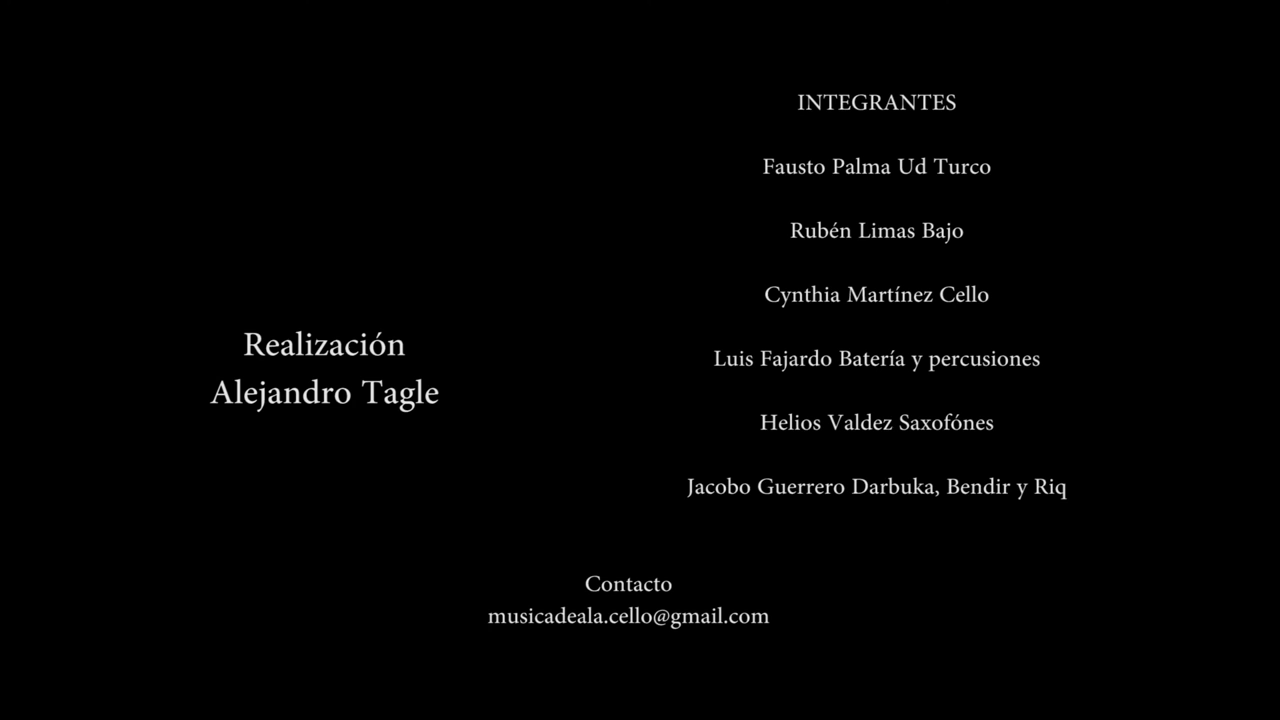 Realización
Alejandro Tagle
INTEGRANTES
Fausto Palma Ud Turco
Rubén Limas Bajo
Cynthia Martínez Cello
Luis Fajardo Batería y percusiones
Helios Valdez Saxofónes
Jacobo Guerrero Darbuka, Bendir y Riq
Contacto
musicadeala.cello@gmail.com